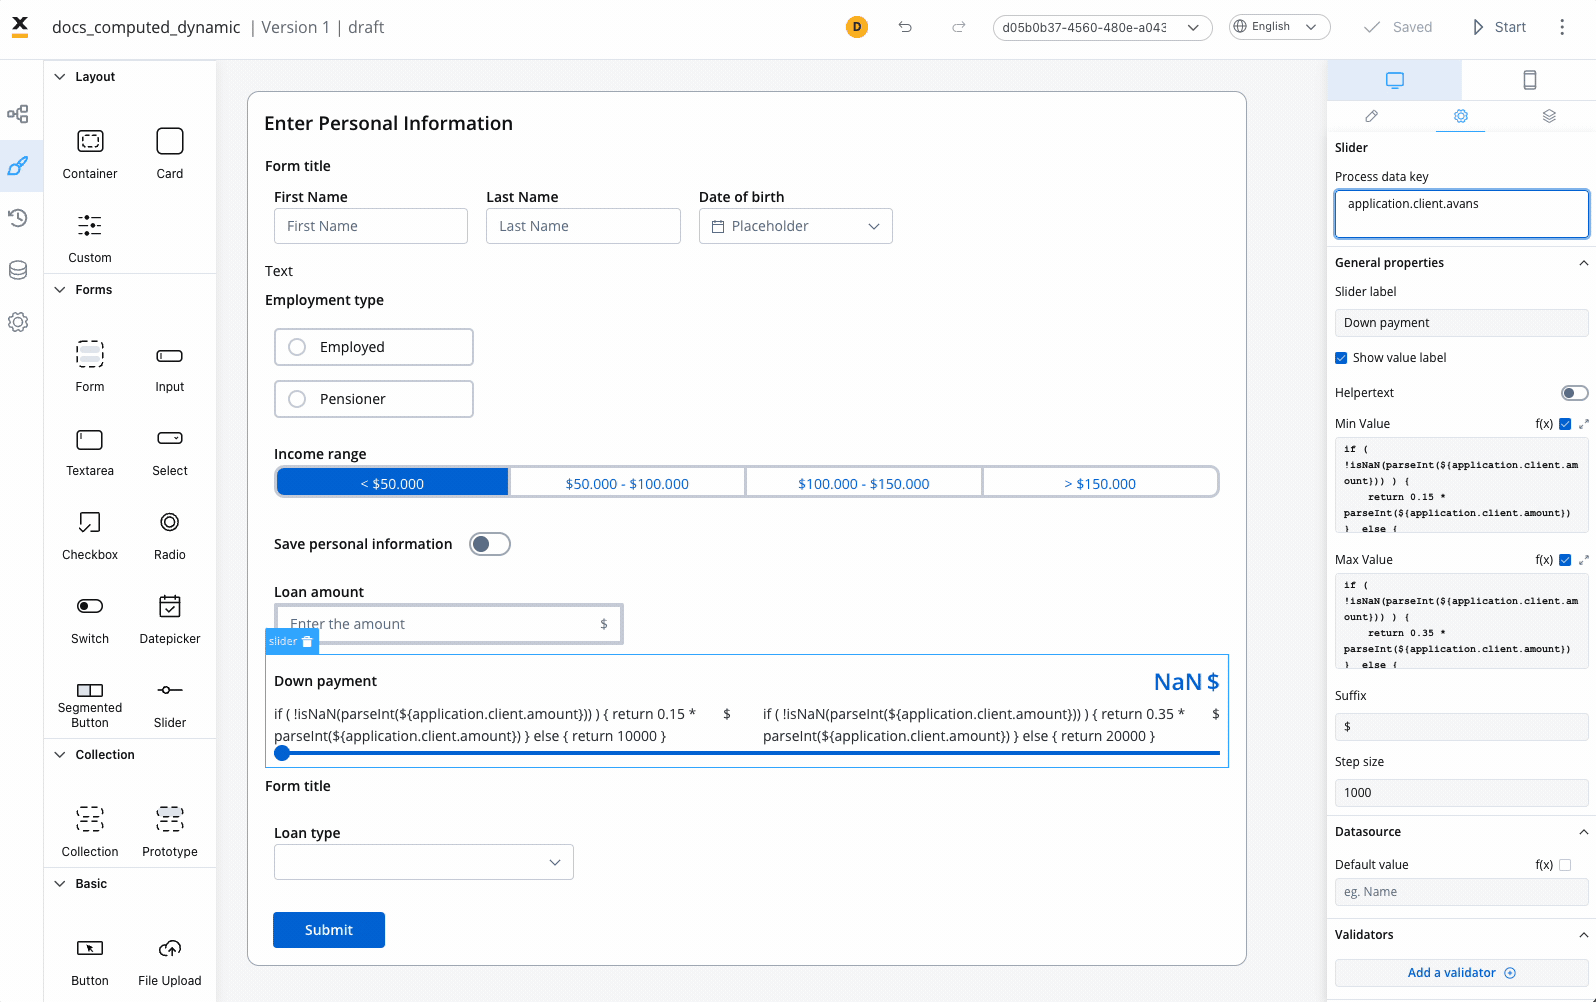 docs_computed_dynamic | Version 1 | draft
D
d05b0b37-4560-480e-a043
English
Saved
Start
Layout
Container
Card
Custom
Forms
Form
Input
Textarea
Select
Checkbox
Radio
Switch
Datepicker
Segmented
Button
Slider
Collection
Collection
Prototype
Basic
Button
File Upload
Enter Personal Information
Form title
First Name
Last Name
Date of birth
First Name
Last Name
Placeholder
Text
Employment type
Employed
Pensioner
Income range
< $50.000
$50.000 - $100.000
$100.000 - $150.000
> $150.000
Save personal information
Loan amount
Enter the amount
$
slider
Down payment
NaN $
if ( !isNaN(parseInt(${application.client.amount})) ) { return 0.15 *
parseInt(${application.client.amount}) } else { return 10000 }
$
if ( !isNaN(parseInt(${application.client.amount})) ) { return 0.35 *
parseInt(${application.client.amount}) } else { return 20000 }
$
Form title
Loan type
Submit
Slider
Process data key
application.client.avans
General properties
Slider label
Down payment
Show value label
Helpertext
Min Value
f(x)
if (
!isNaN(parseInt(${application.client.am
ount})) ) {
return 0.15 *
parseInt(${application.client.amount})
} else {
Max Value
f(x)
if (
!isNaN(parseInt(${application.client.am
ount})) ) {
return 0.35 *
parseInt(${application.client.amount})
} else {
Suffix
$
Step size
1000
Datasource
Default value
f(x)
eg. Name
Validators
Add a validator